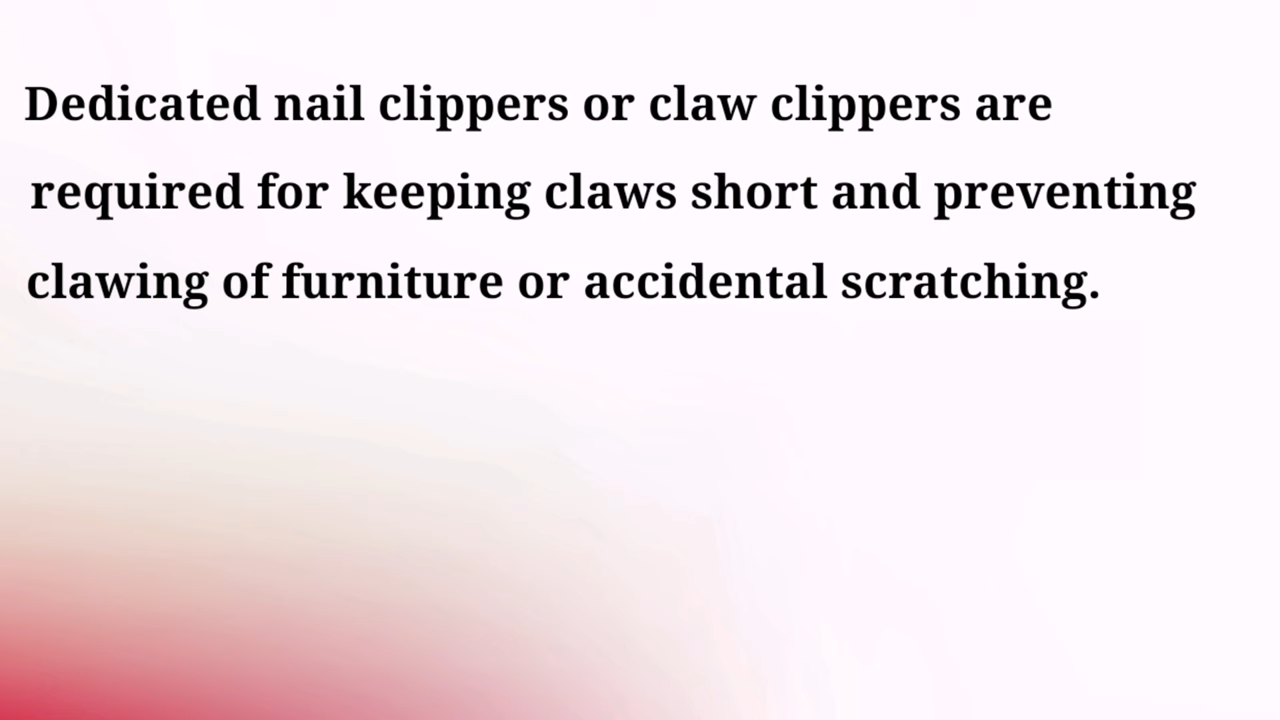 Dedicated nail clippers or claw clippers are
required for keeping claws short and preventing
clawing of furniture or accidental scratching.